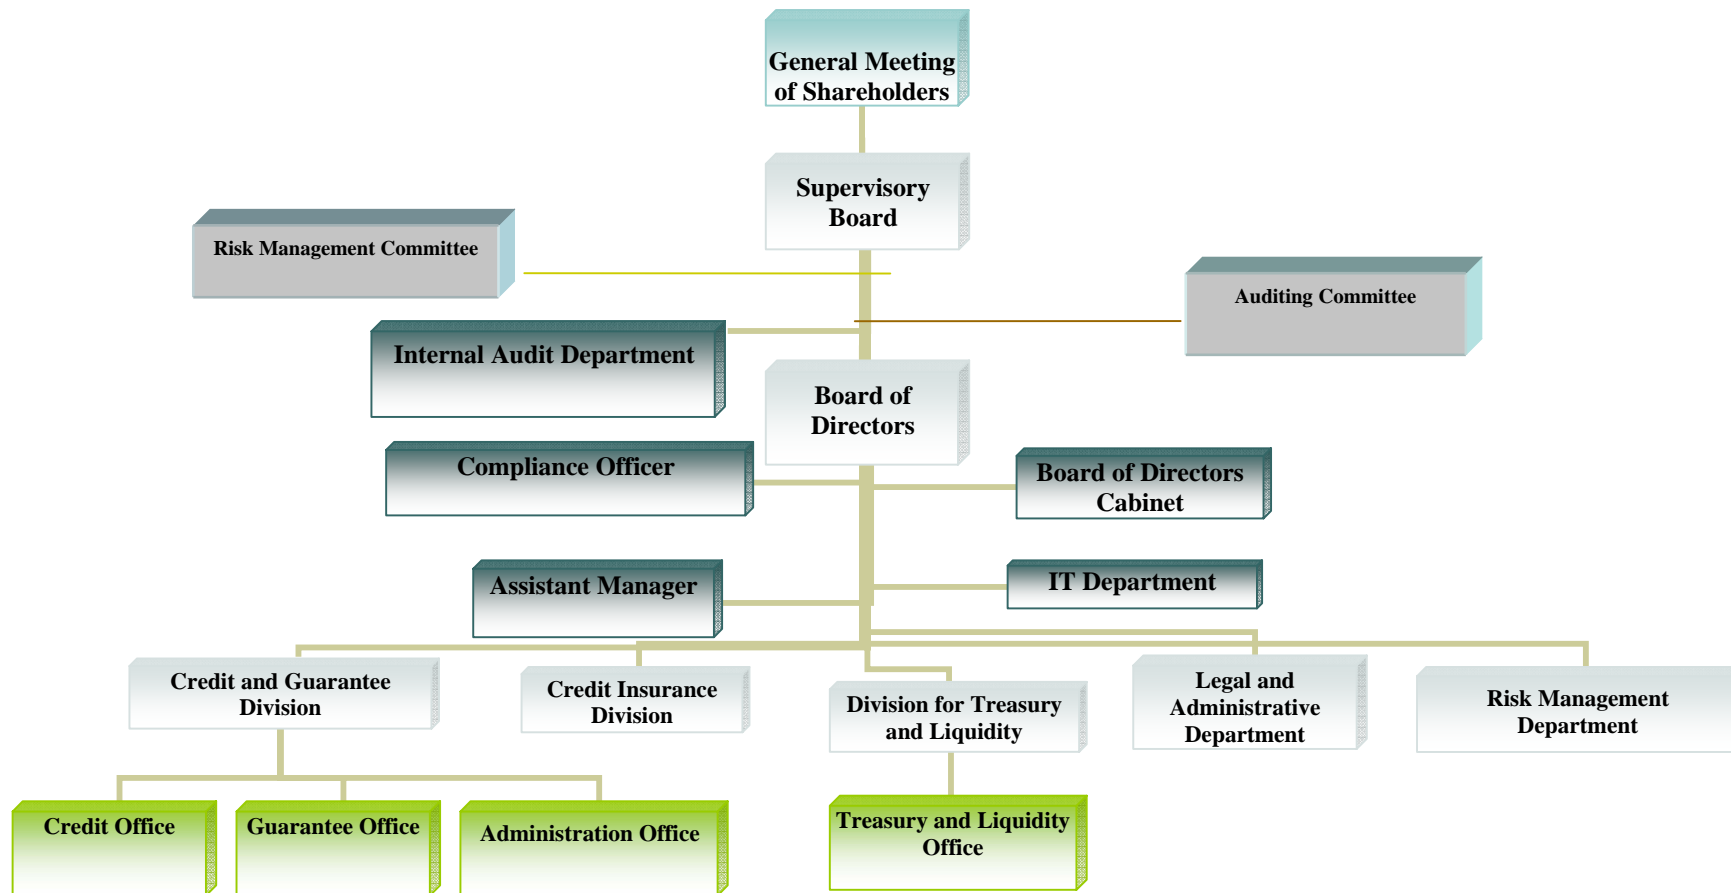 General Meeting
of Shareholders
Supervisory
Board
Risk Management Committee
Auditing Committee
Internal Audit Department
Board of
Directors
Compliance Officer
Board of Directors
Cabinet
Assistant Manager
IT Department
Credit and Guarantee
Division
Credit Insurance
Division
Division for Treasury
and Liquidity
Legal and
Administrative
Department
Risk Management
Department
Credit Office
Guarantee Office
Administration Office
Treasury and Liquidity
Office